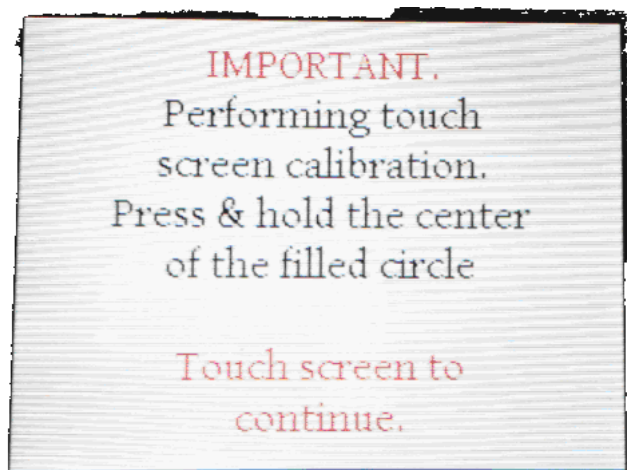 IMPORTANT.
Performing touch
screen calibration.
Press & hold the center
of the filled circle
Touch screen to
continue.